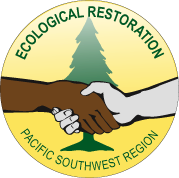 ECOLOGICAL RESTORATION
PACIFIC SOUTHWEST REGION